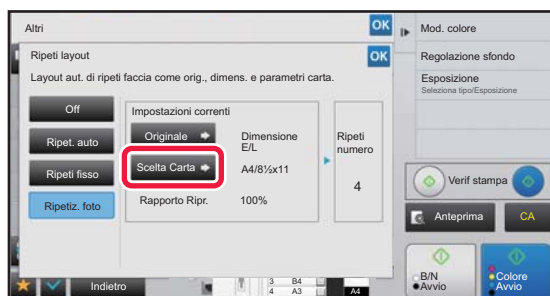 Altri
OK
Ripeti layout
OK
Layout aut. di ripeti faccia come orig., dimens. e parametri carta.
Off
Ripet. auto
Ripeti fisso
Ripetiz. foto
Impostazioni correnti
Originale
Dimensione
E/L
Scelta Carta
A4/8½x11
Rapporto Ripr.
100%
Ripeti
numero
4
Indietro
3 B4
4 A3
A4
Mod. colore
Regolazione sfondo
Esposizione
Seleziona tipo/Esposizione
Verif stampa
Anteprima
CA
B/N
Avvio
Colore
Avvio